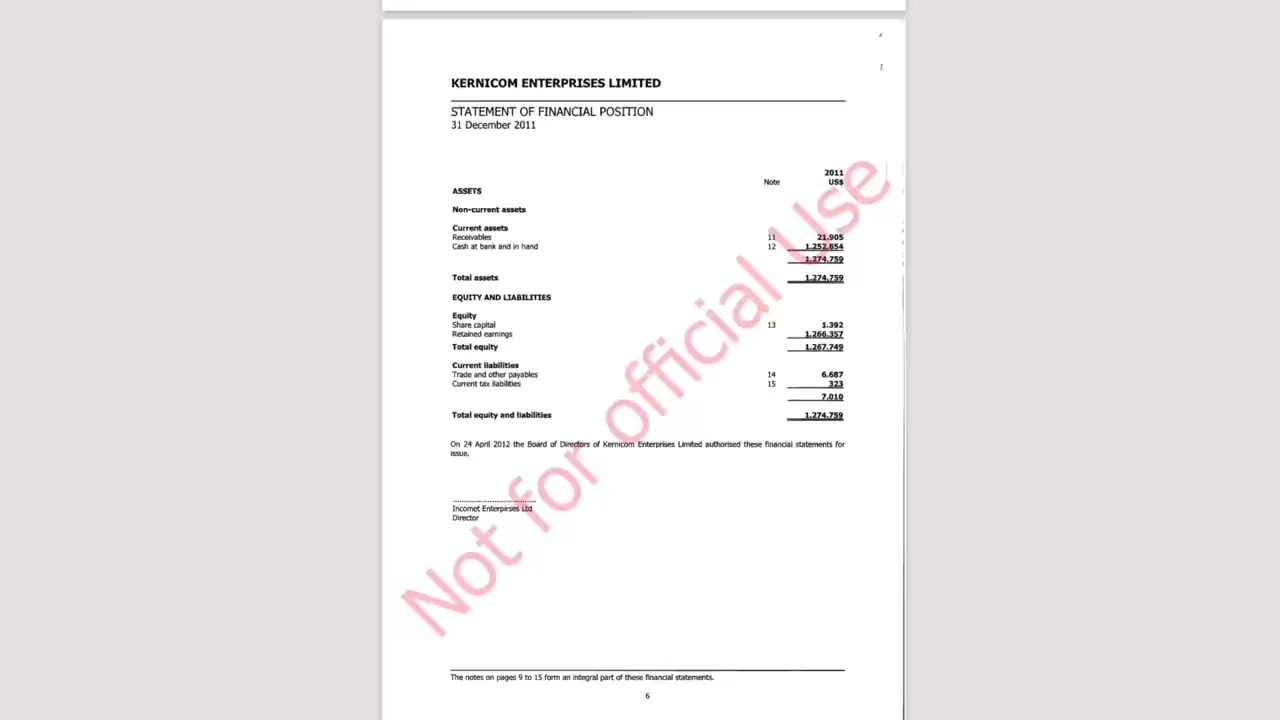 KERNICOM ENTERPRISES LIMITED
STATEMENT OF FINANCIAL POSITION
31 December 2011
2011
Note US$
ASSETS
Non-current assets
Current assets
Receivables 11 21.905
Cash at bank and in hand 12 1.252.854
1.274.759
Total assets 1.274.759
EQUITY AND LIABILITIES
Equity
Share capital 13 1.392
Retained earnings 1.266.357
Total equity 1.267.749
Current liabilities
Trade and other payables 14 6.687
Current tax liabilities 15 323
7.010
Total equity and liabilities 1.274.759
On 24 April 2012 the Board of Directors of Kernicom Enterprises Limited authorised these financial statements for
issue.
Incomet Enterpirses Ltd
Director
The notes on pages 9 to 15 form an integral part of these financial statements.
6
Not for official Use